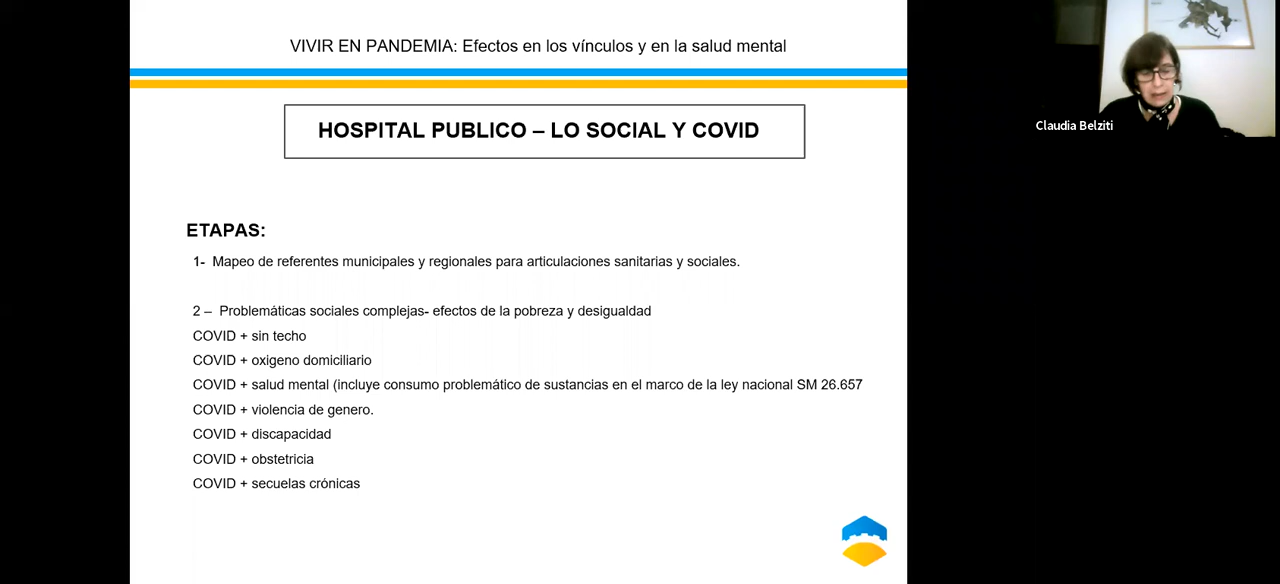 VIVIR EN PANDEMIA: Efectos en los vínculos y en la salud mental
HOSPITAL PUBLICO – LO SOCIAL Y COVID
ETAPAS:
1- Mapeo de referentes municipales y regionales para articulaciones sanitarias y sociales.
2 – Problemáticas sociales complejas- efectos de la pobreza y desigualdad
COVID + sin techo
COVID + oxigeno domiciliario
COVID + salud mental (incluye consumo problemático de sustancias en el marco de la ley nacional SM 26.657
COVID + violencia de genero.
COVID + discapacidad
COVID + obstetricia
COVID + secuelas crónicas
Claudia Belziti